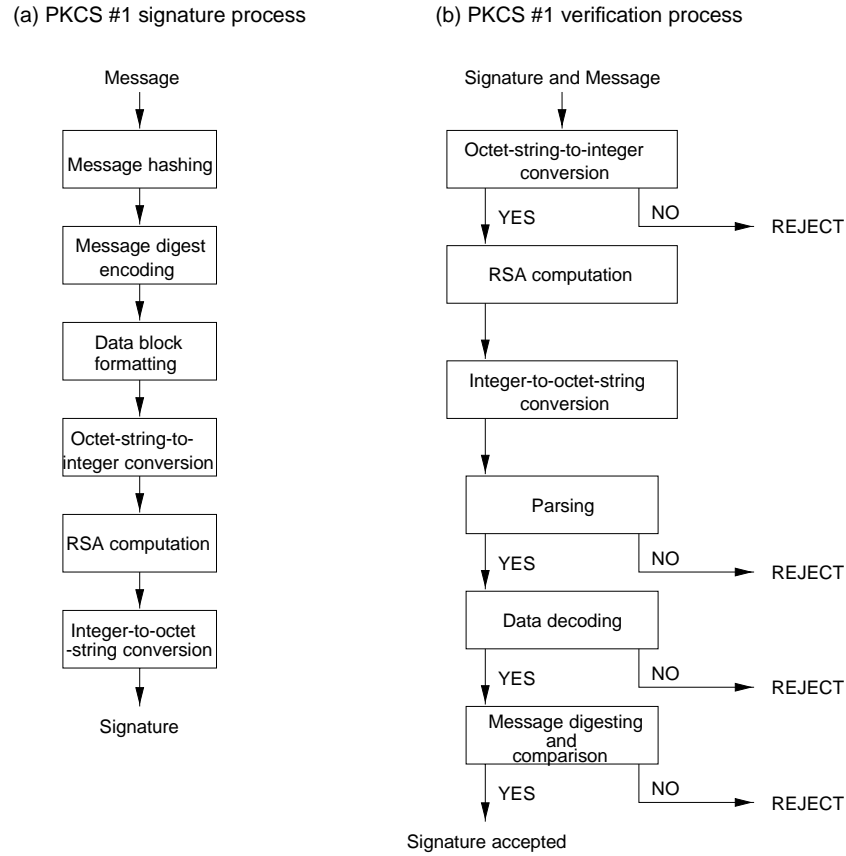 (a) PKCS #1 signature process
Message
Message hashing
Message digest
encoding
Data block
formatting
Octet-string-to-
integer conversion
RSA computation
Integer-to-octet
-string conversion
Signature
(b) PKCS #1 verification process
Signature and Message
Octet-string-to-integer
conversion
YES
NO
REJECT
RSA computation
Integer-to-octet-string
conversion
Parsing
YES
NO
REJECT
Data decoding
YES
NO
REJECT
Message digesting
and
comparison
YES
NO
REJECT
Signature accepted